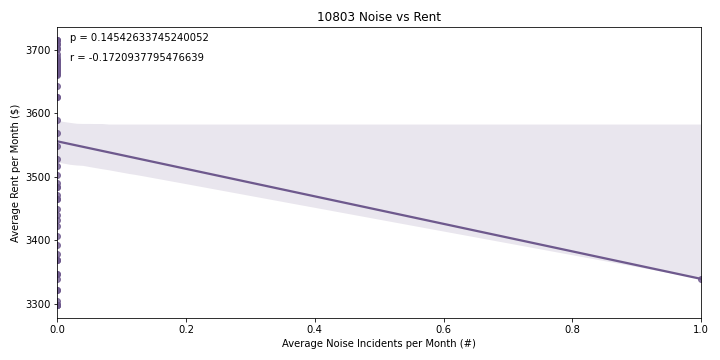 10803 Noise vs Rent
p = 0.14542633745240052
r = -0.1720937795476639
3700
3600
3500
3400
3300
Average Rent per Month ($)
0.0 0.2 0.4 0.6 0.8 1.0
Average Noise Incidents per Month (#)